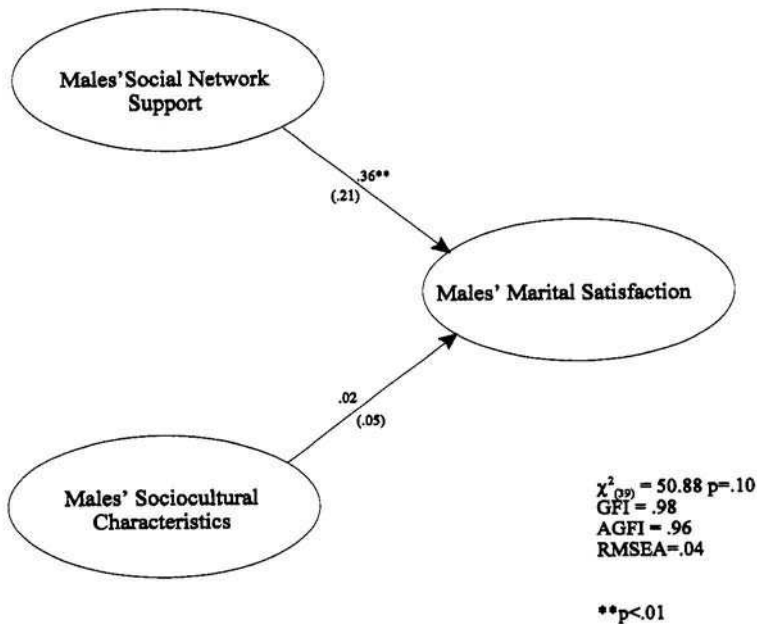 Males'Social Network
Support
.36**
(.21)
Males' Marital Satisfaction
.02
(.05)
Males' Sociocultural
Characteristics
χ²₍₃₉₎ = 50.88 p=.10
GFI = .98
AGFI = .96
RMSEA=.04
**p<.01